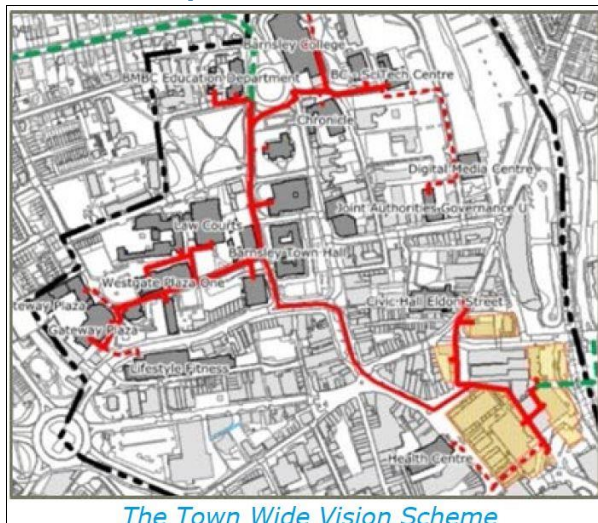 Barnsley College
BMBC Education Department
BC - SciTech Centre
Chronicle
Digital Media Centre
Joint Authorities Governance U
Law Courts
Barnsley Town Hall
Westgate Plaza One
Civic Hall Eldon Street
teway Plaza
Gateway Plaza
Lifestyle Fitness
Health Centre
The Town Wide Vision Scheme